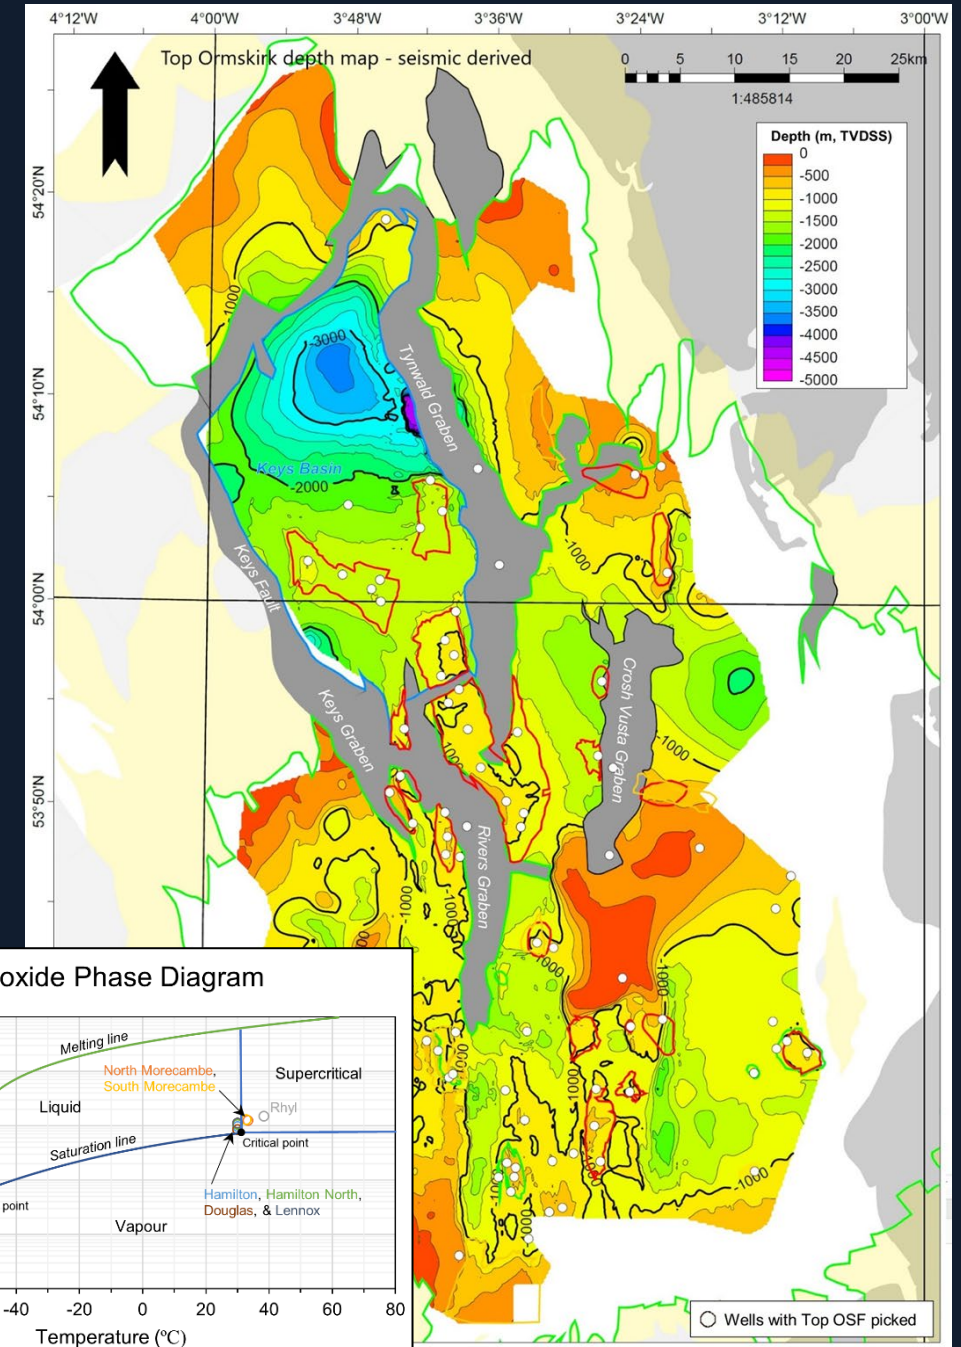 4°12'W 4°00'W 3°48'W 3°36'W 3°24'W 3°12'W 3°00'W
Top Ormskirk depth map - seismic derived
0 5 10 15 20 25km
1:485814
Depth (m, TVDSS)
0
-500
-1000
-1500
-2000
-2500
-3000
-3500
-4000
-4500
-5000
54°20'N
54°10'N
54°00'N
53°50'N
-1000
-3000
Tynwald Graben
Keys Basin
-2000
Keys Fault
-1000
Keys Graben
Crosh Vusta Graben
-1000
Rivers Graben
-1000
-1000
-1000
-1000
-1000
oxide Phase Diagram
Melting line
North Morecambe,
South Morecambe
Supercritical
Liquid
Rhyl
Saturation line
Critical point
point
Hamilton, Hamilton North,
Douglas, & Lennox
Vapour
-40 -20 0 20 40 60 80
Temperature (ºC)
Wells with Top OSF picked